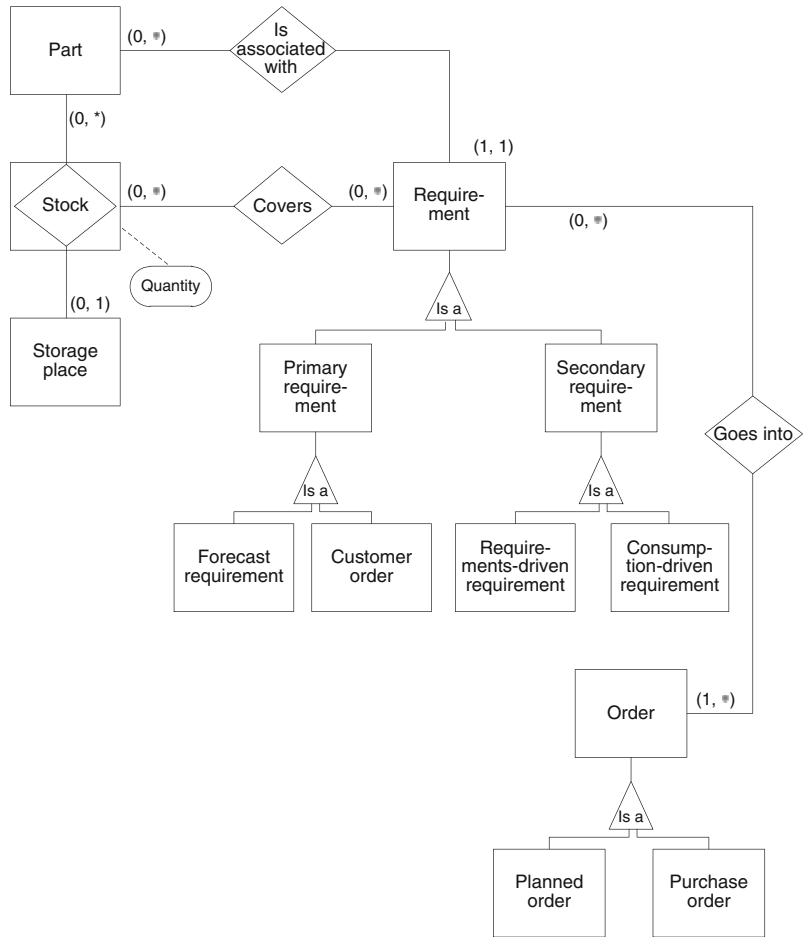 Part
(0, *)
Is
associated
with
(0, *)
(1, 1)
Stock
(0, *)
Covers
(0, *)
Require-
ment
(0, *)
Quantity
(0, 1)
Storage
place
Is a
Primary
require-
ment
Secondary
require-
ment
Goes into
Is a
Is a
Forecast
requirement
Customer
order
Require-
ments-driven
requirement
Consump-
tion-driven
requirement
Order
(1, *)
Is a
Planned
order
Purchase
order